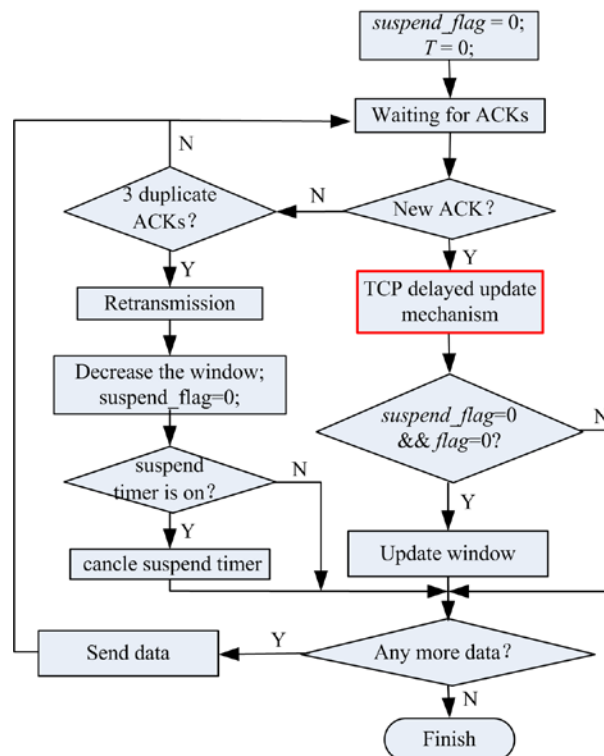 suspend_flag = 0;
T = 0;
Waiting for ACKs
N
3 duplicate
ACKs?
N
New ACK?
Y
Y
Retransmission
TCP delayed update
mechanism
Decrease the window;
suspend_flag=0;
suspend_flag=0
&& flag=0?
N
suspend
timer is on?
N
Y
Y
cancle suspend timer
Update window
Send data
Y
Any more data?
N
Finish